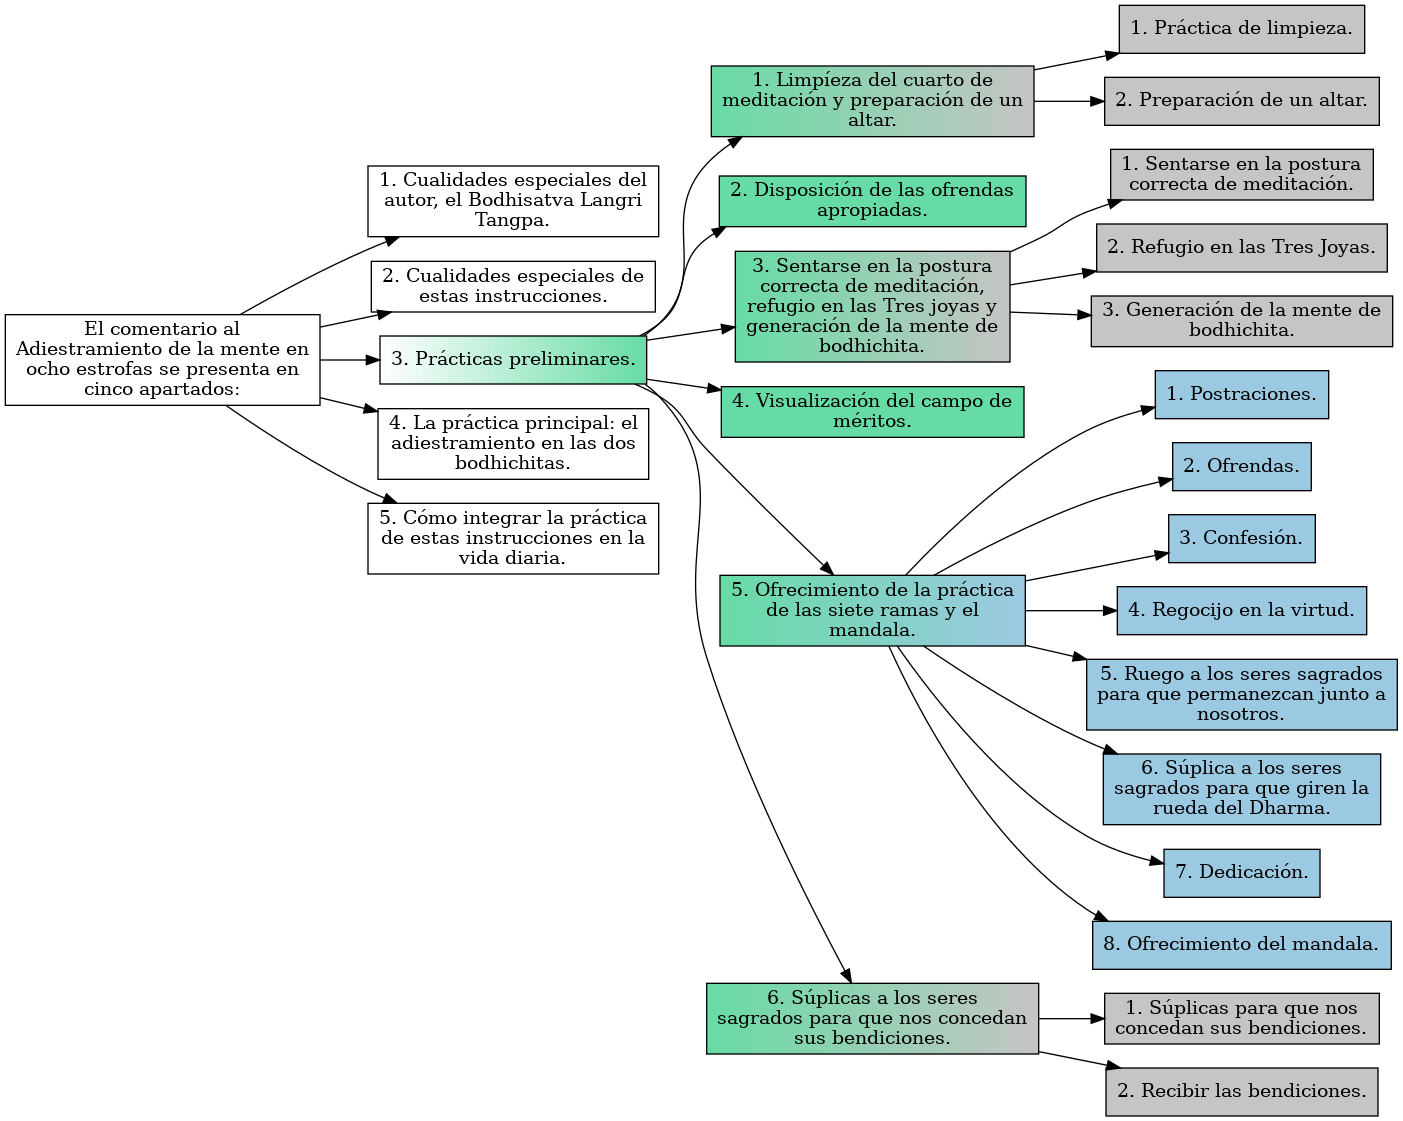 El comentario al
Adiestramiento de la mente en
ocho estrofas se presenta en
cinco apartados:
1. Cualidades especiales del
autor, el Bodhisatva Langri
Tangpa.
2. Cualidades especiales de
estas instrucciones.
3. Prácticas preliminares.
4. La práctica principal: el
adiestramiento en las dos
bodhichitas.
5. Cómo integrar la práctica
de estas instrucciones en la
vida diaria.
1. Limpíeza del cuarto de
meditación y preparación de un
altar.
2. Disposición de las ofrendas
apropiadas.
3. Sentarse en la postura
correcta de meditación,
refugio en las Tres joyas y
generación de la mente de
bodhichita.
4. Visualización del campo de
méritos.
5. Ofrecimiento de la práctica
de las siete ramas y el
mandala.
6. Súplicas a los seres
sagrados para que nos concedan
sus bendiciones.
1. Práctica de limpieza.
2. Preparación de un altar.
1. Sentarse en la postura
correcta de meditación.
2. Refugio en las Tres Joyas.
3. Generación de la mente de
bodhichita.
1. Postraciones.
2. Ofrendas.
3. Confesión.
4. Regocijo en la virtud.
5. Ruego a los seres sagrados
para que permanezcan junto a
nosotros.
6. Súplica a los seres
sagrados para que giren la
rueda del Dharma.
7. Dedicación.
8. Ofrecimiento del mandala.
1. Súplicas para que nos
concedan sus bendiciones.
2. Recibir las bendiciones.